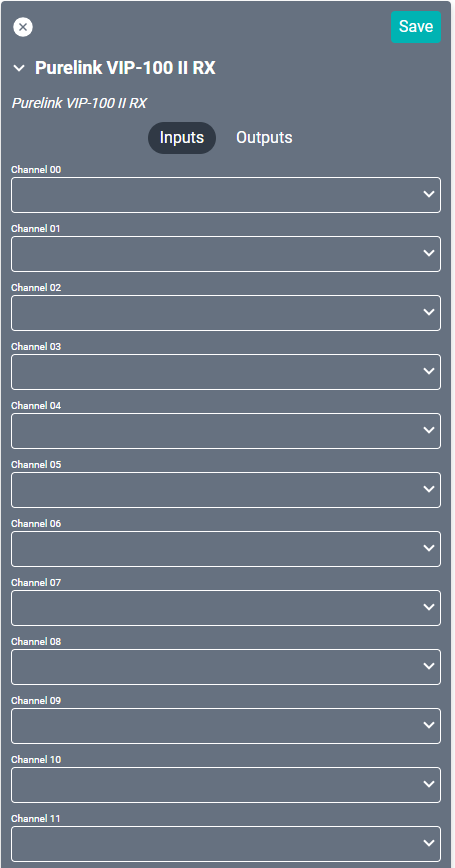 Save
Purelink VIP-100 II RX
Purelink VIP-100 II RX
Inputs Outputs
Channel 00
Channel 01
Channel 02
Channel 03
Channel 04
Channel 05
Channel 06
Channel 07
Channel 08
Channel 09
Channel 10
Channel 11